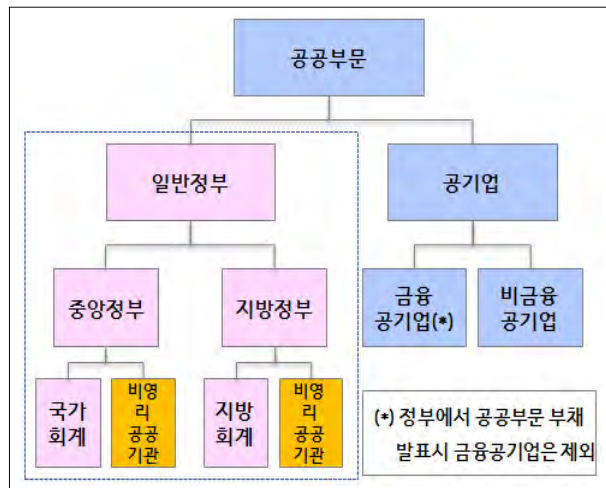 공공부문
일반정부
공기업
중앙정부
지방정부
금융
공기업(*)
비금융
공기업
국가
회계
비영
리
공공
기관
지방
회계
비영
리
공공
기관
(*) 정부에서 공공부문 부채
발표시 금융공기업은 제외